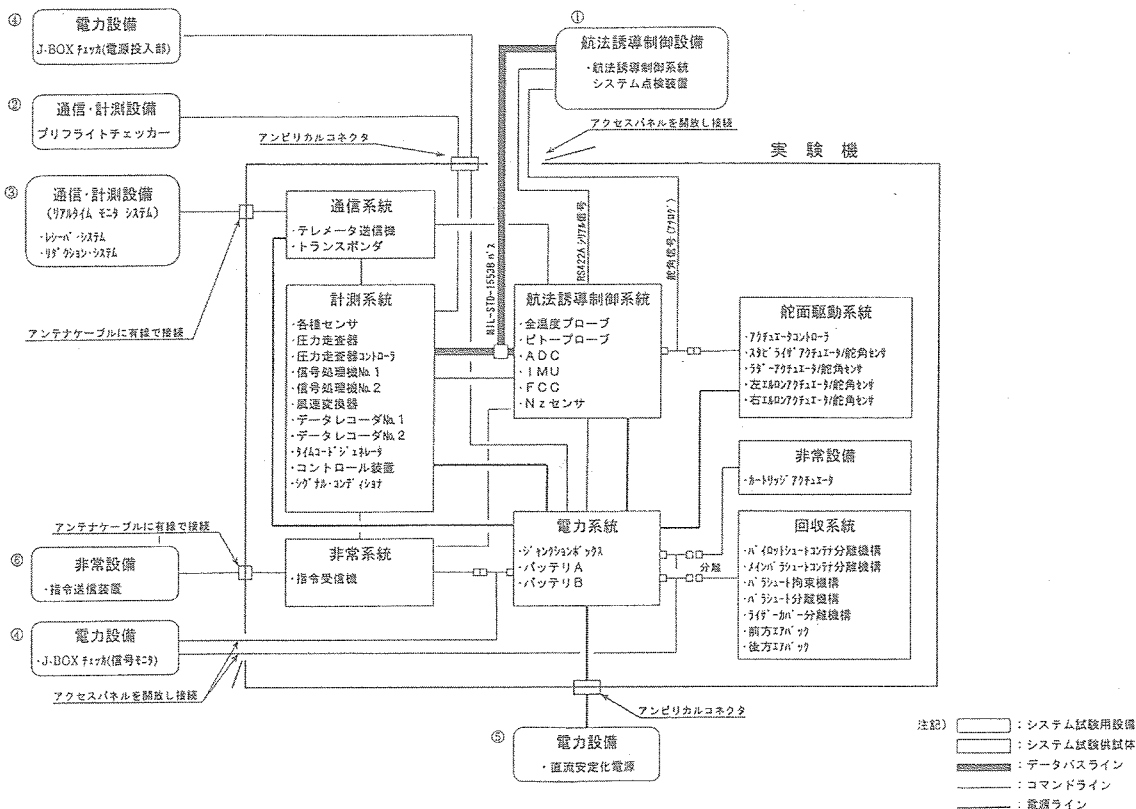 ④
電力設備
J-BOX ﾁｪｯｶ(電源投入部)
②
通信・計測設備
プリフライトチェッカー
③
通信・計測設備
(ﾘｱﾙﾀｲﾑ ﾓﾆﾀ ｼｽﾃﾑ)
・ﾚｼｰﾊﾞ・ｼｽﾃﾑ
・ﾘﾀﾞｸｼｮﾝ・ｼｽﾃﾑ
①
航法誘導制御設備
・航法誘導制御系統
システム点検装置
アンビリカルコネクタ
アクセスパネルを開放し接続
実験機
アンテナケーブルに有線で接続
通信系統
・テレメータ送信機
・トランスポンダ
MIL-STD-1553B ﾊﾞｽ
RS422A ｼﾘｱﾙ信号
舵角信号(ｱﾅﾛｸﾞ)
計測系統
・各種センサ
・圧力走査器
・圧力走査器ｺﾝﾄﾛｰﾗ
・信号処理機No.1
・信号処理機No.2
・風速変換器
・データレコーダNo.1
・データレコーダNo.2
・ﾀｲﾑｺｰﾄﾞｼﾞｪﾈﾚｰﾀ
・コントロール装置
・ｼｸﾞﾅﾙ・ｺﾝﾃﾞｨｼｮﾅ
航法誘導制御系統
・全温度プローブ
・ピトープローブ
・ADC
・IMU
・FCC
・Nzセンサ
舵面駆動系統
・ｱｸﾁｭｴｰﾀｺﾝﾄﾛｰﾗ
・ｽﾀﾋﾞﾗｲｻﾞｱｸﾁｭｴｰﾀ/舵角ｾﾝｻ
・ﾗﾀﾞｰｱｸﾁｭｴｰﾀ/舵角ｾﾝｻ
・左ｴﾙﾛﾝｱｸﾁｭｴｰﾀ/舵角ｾﾝｻ
・右ｴﾙﾛﾝｱｸﾁｭｴｰﾀ/舵角ｾﾝｻ
非常設備
・ｶｰﾄﾘｯｼﾞｱｸﾁｭｴｰﾀ
電力系統
・ｼﾞｬﾝｸｼｮﾝﾎﾞｯｸｽ
・バッテリA
・バッテリB
分離
回収系統
・ﾊﾟｲﾛｯﾄｼｭｰﾄｺﾝﾃﾅ分離機構
・ﾒｲﾝﾊﾟﾗｼｭｰﾄｺﾝﾃﾅ分離機構
・ﾊﾟﾗｼｭｰﾄ拘束機構
・ﾊﾟﾗｼｭｰﾄ分離機構
・ﾗｲｻﾞｰｶﾊﾞｰ分離機構
・前方ｴｱﾊﾞｯｸ
・後方ｴｱﾊﾞｯｸ
アンテナケーブルに有線で接続
⑥
非常設備
・指令送信装置
非常系統
・指令受信機
④
電力設備
・J-BOX ﾁｪｯｶ(信号ﾓﾆﾀ)
アクセスパネルを開放し接続
アンビリカルコネクタ
⑤
電力設備
・直流安定化電源
注記)
：システム試験用設備
：システム試験供試体
：データバスライン
：コマンドライン
：電源ライン